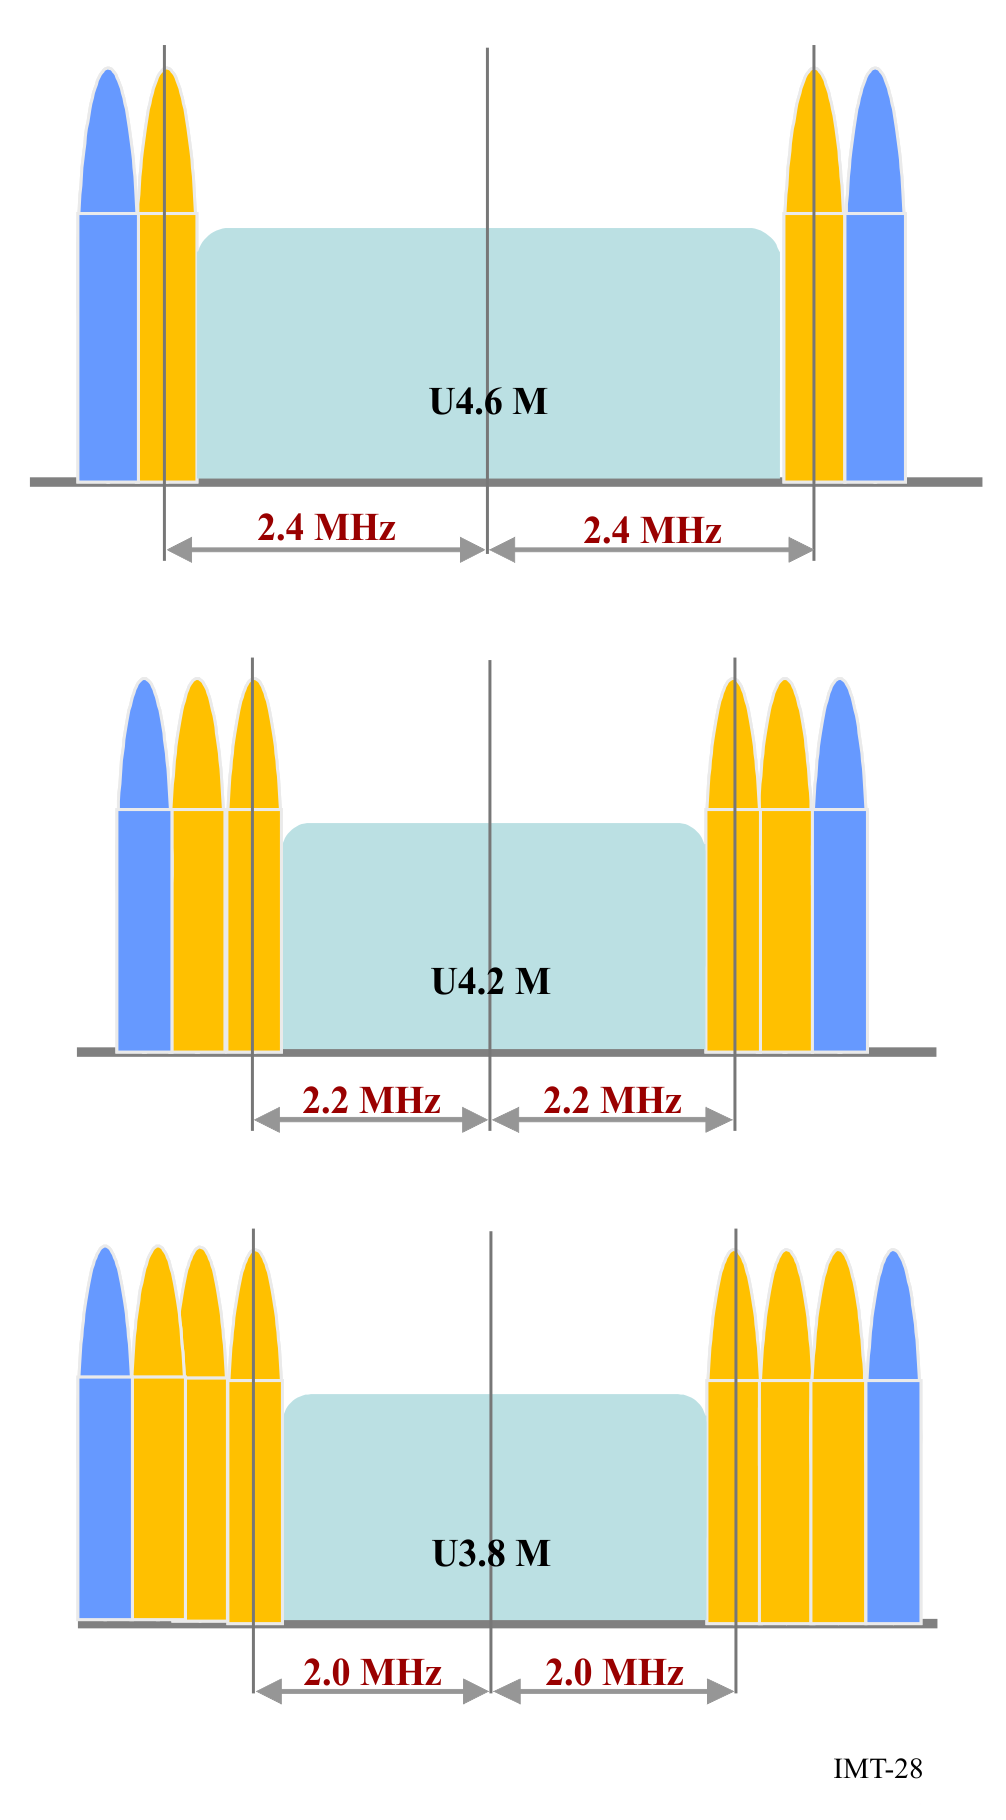 U4.6 M
2.4 MHz
2.4 MHz
U4.2 M
2.2 MHz
2.2 MHz
U3.8 M
2.0 MHz
2.0 MHz
IMT-28